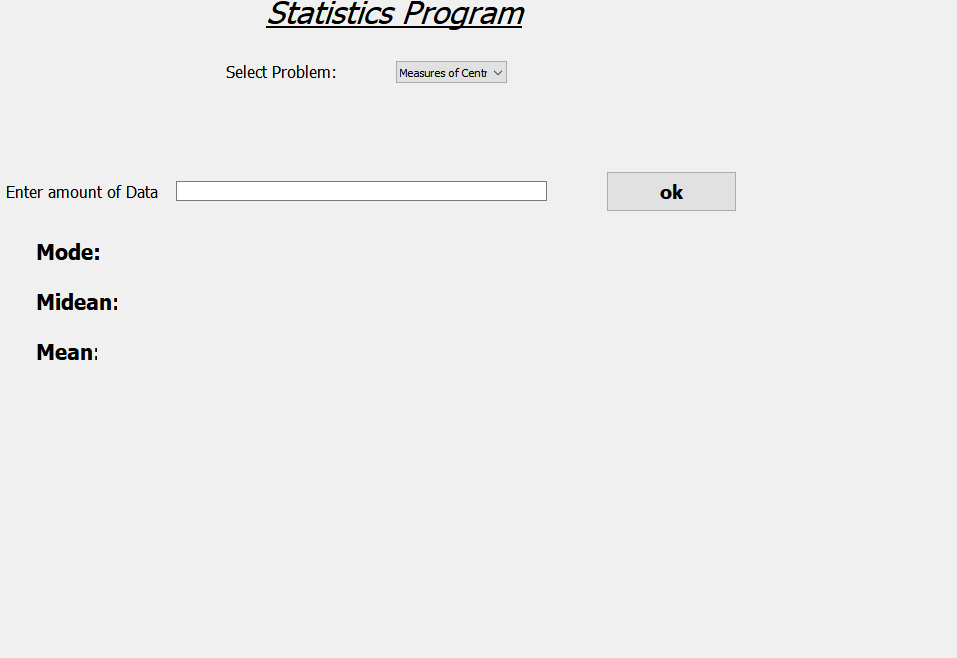 Statistics Program
Select Problem:
Measures of Centr
Enter amount of Data
ok
Mode:
Midean:
Mean: